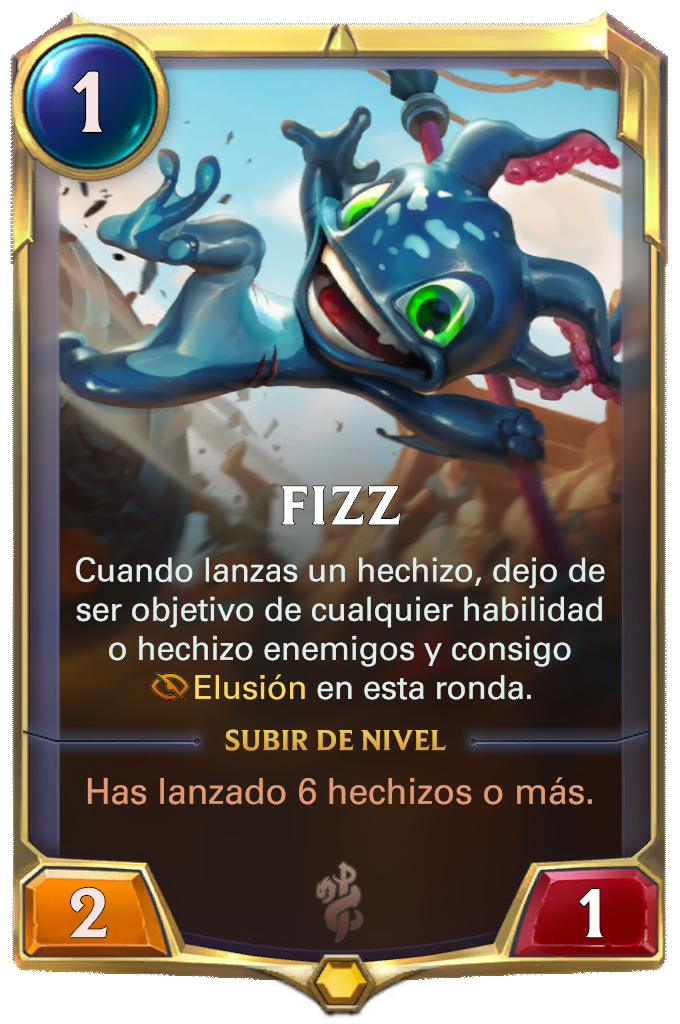 1
FIZZ
Cuando lanzas un hechizo, dejo de
ser objetivo de cualquier habilidad
o hechizo enemigos y consigo
Elusión en esta ronda.
SUBIR DE NIVEL
Has lanzado 6 hechizos o más.
2
1